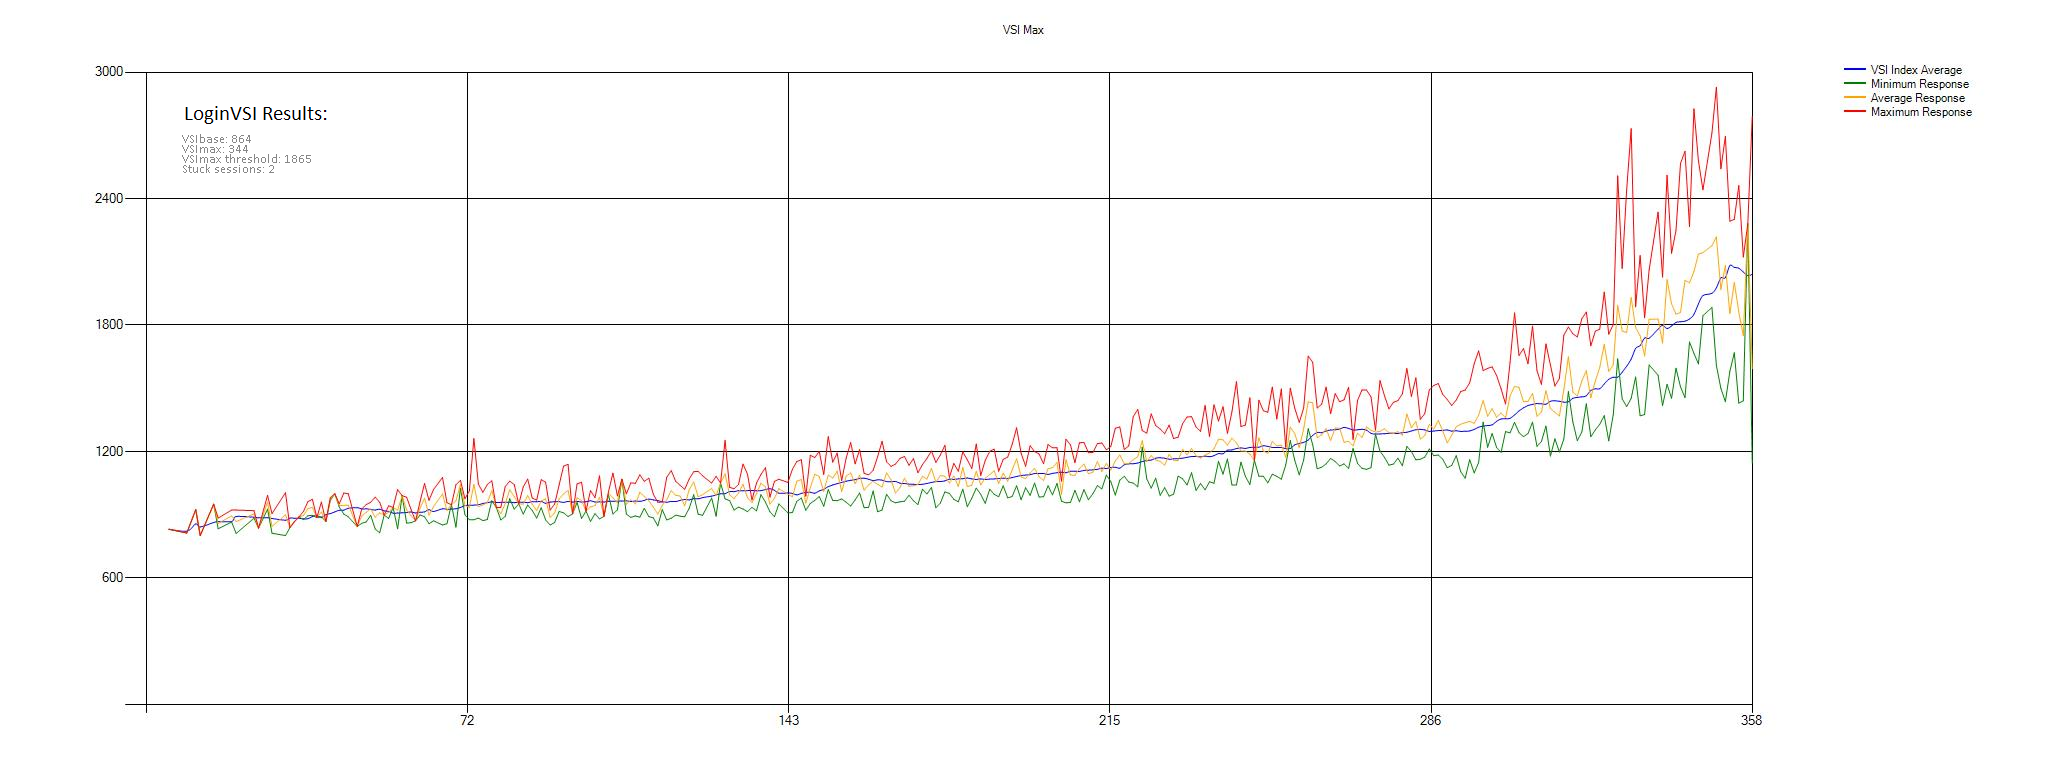 VSI Max
3000
2400
1800
1200
600
LoginVSI Results:
VSIbase: 864
VSImax: 344
VSImax threshold: 1865
Stuck sessions: 2
VSI Index Average
Minimum Response
Average Response
Maximum Response
72
143
215
286
358